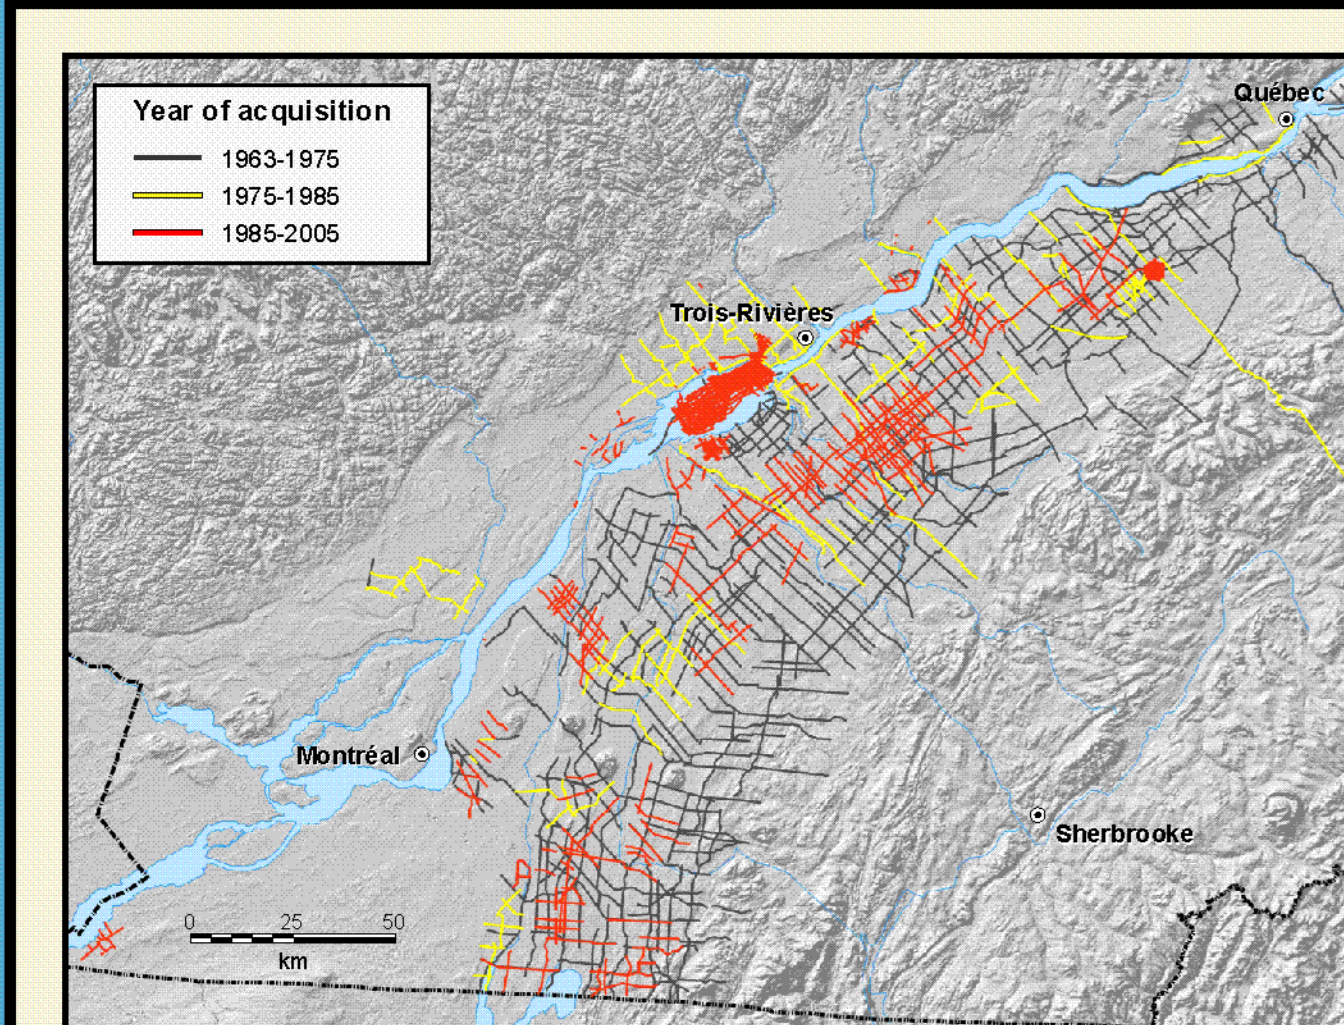 Year of acquisition
1963-1975
1975-1985
1985-2005
Québec
Trois-Rivières
Montréal
Sherbrooke
0 25 50
km